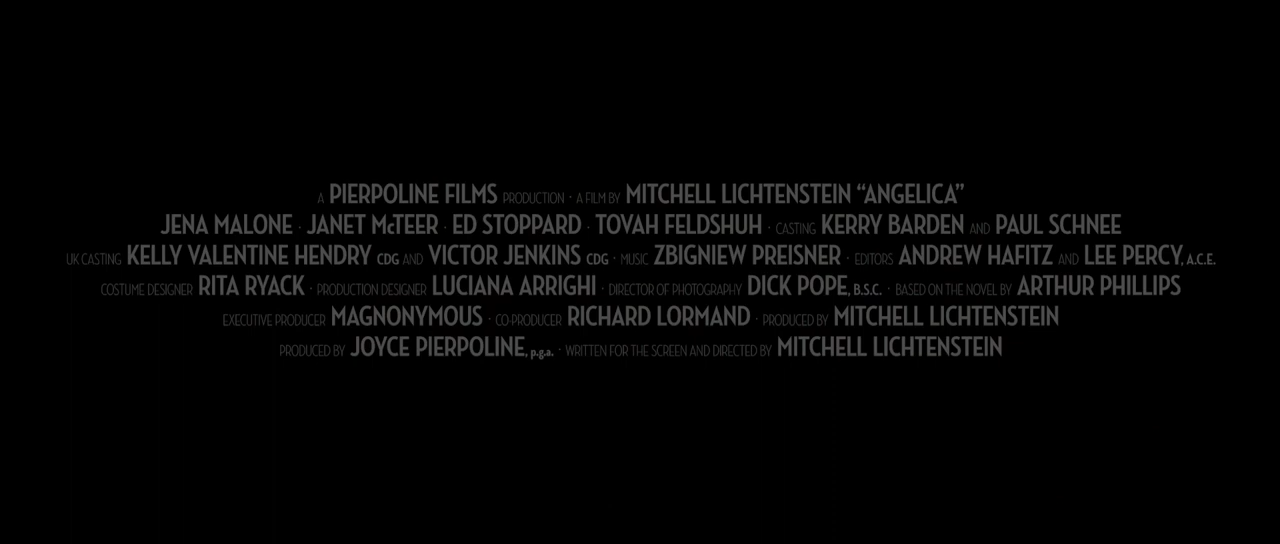 A PIERPOLINE FILMS PRODUCTION · A FILM BY MITCHELL LICHTENSTEIN “ANGELICA”
JENA MALONE · JANET McTEER · ED STOPPARD · TOVAH FELDSHUH · CASTING KERRY BARDEN AND PAUL SCHNEE
UK CASTING KELLY VALENTINE HENDRY CDG AND VICTOR JENKINS CDG · MUSIC ZBIGNIEW PREISNER · EDITORS ANDREW HAFITZ AND LEE PERCY, A.C.E.
COSTUME DESIGNER RITA RYACK · PRODUCTION DESIGNER LUCIANA ARRIGHI · DIRECTOR OF PHOTOGRAPHY DICK POPE, B.S.C. · BASED ON THE NOVEL BY ARTHUR PHILLIPS
EXECUTIVE PRODUCER MAGNONYMOUS · CO-PRODUCER RICHARD LORMAND · PRODUCED BY MITCHELL LICHTENSTEIN
PRODUCED BY JOYCE PIERPOLINE, p.g.a. · WRITTEN FOR THE SCREEN AND DIRECTED BY MITCHELL LICHTENSTEIN